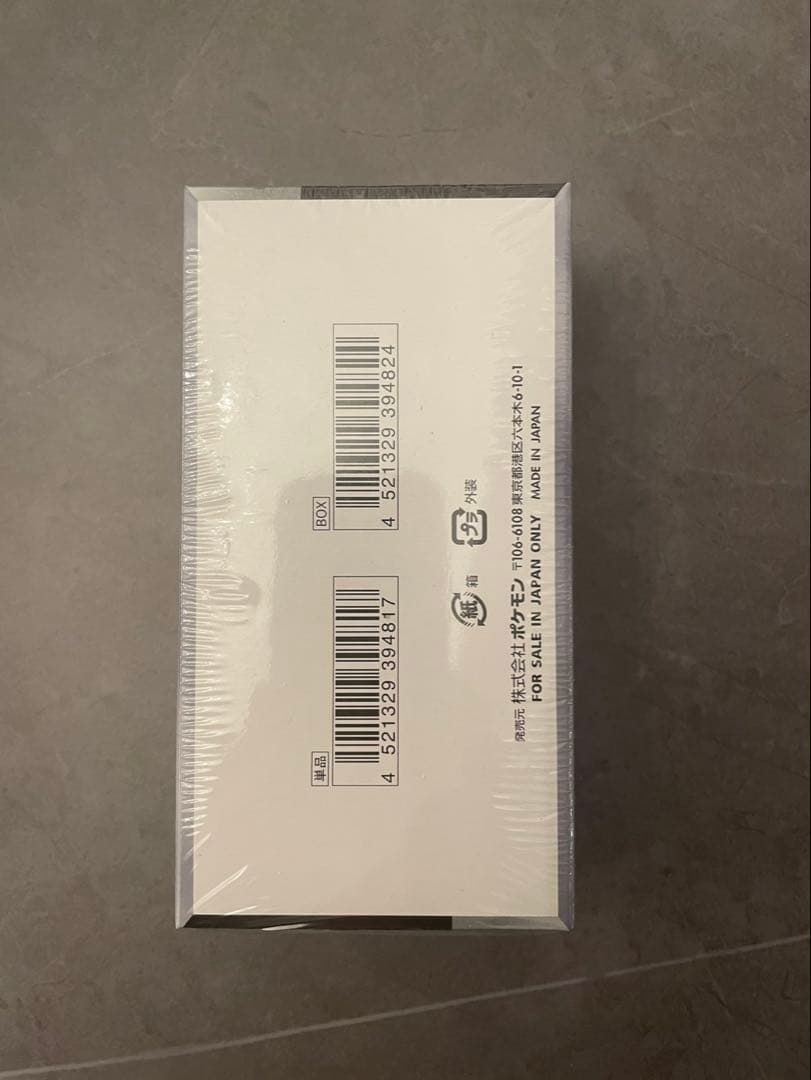 単品
4 521329 394817
BOX
4 521329 394824
紙 箱
プラ 外装
発売元 株式会社ポケモン 〒106-6108 東京都港区六本木6-10-1
FOR SALE IN JAPAN ONLY MADE IN JAPAN